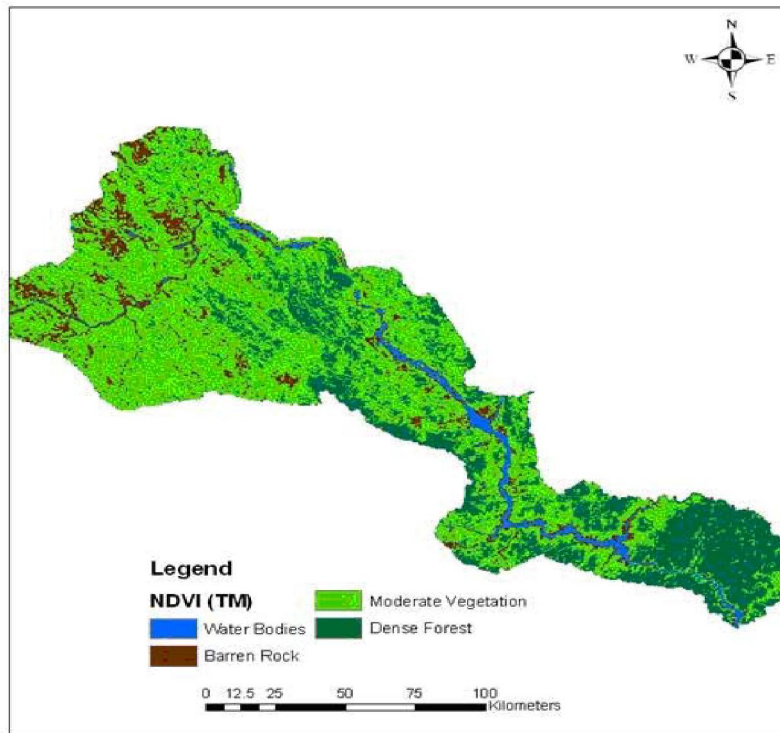 N
W E
S
Legend
NDVI (TM)
Moderate Vegetation
Water Bodies
Dense Forest
Barren Rock
0 12.5 25 50 75 100
Kilometers